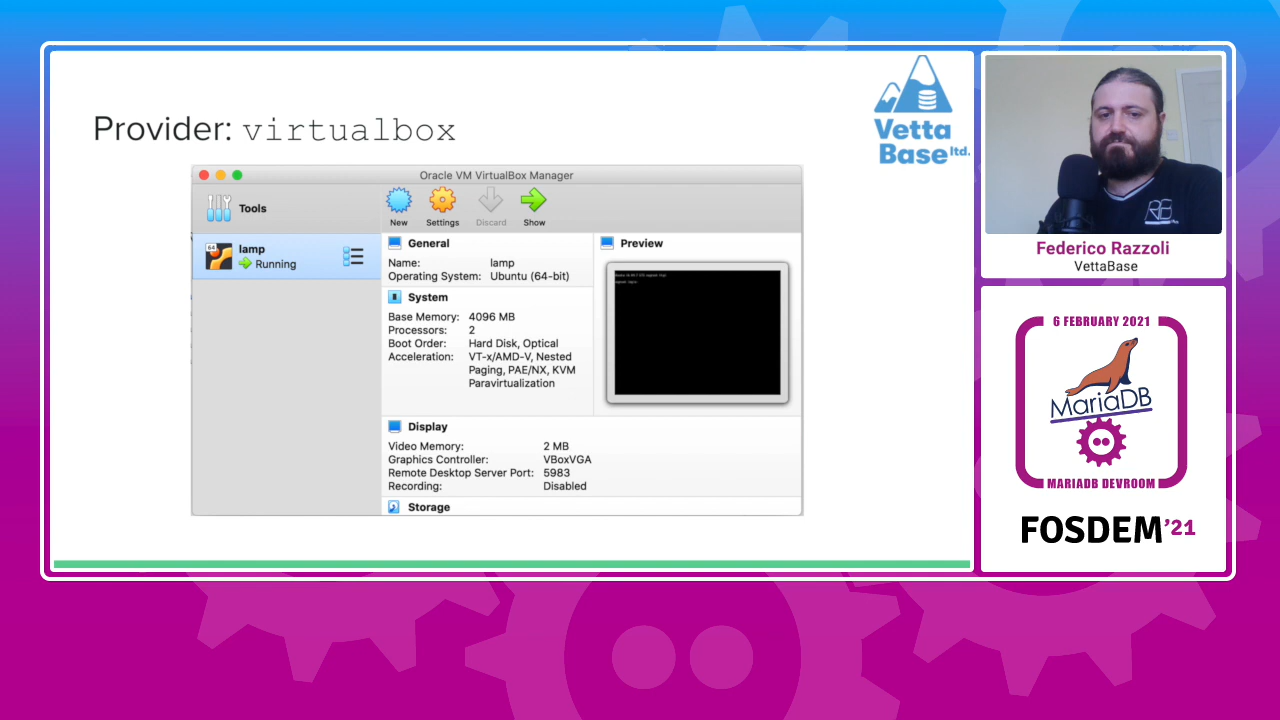 Provider: virtualbox
Vetta
Base ltd.
Oracle VM VirtualBox Manager
Tools
New
Settings
Discard
Show
64
lamp
Running
General
Name: lamp
Operating System: Ubuntu (64-bit)
System
Base Memory: 4096 MB
Processors: 2
Boot Order: Hard Disk, Optical
Acceleration: VT-x/AMD-V, Nested
Paging, PAE/NX, KVM
Paravirtualization
Preview
Display
Video Memory: 2 MB
Graphics Controller: VBoxVGA
Remote Desktop Server Port: 5983
Recording: Disabled
Storage
Federico Razzoli
VettaBase
6 FEBRUARY 2021
MariaDB
MARIADB DEVROOM
FOSDEM'21